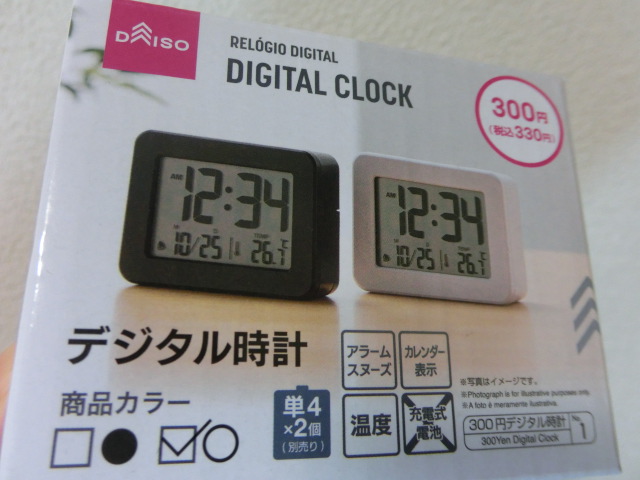 DAISO
RELÓGIO DIGITAL
DIGITAL CLOCK
300円
(税込330円)
AM
12:34
10/25
TEMP
26.1℃
AM
12:34
10/25
TEMP
26.1℃
デジタル時計
アラーム
スヌーズ
カレンダー
表示
商品カラー
単4
×2個
(別売り)
温度
充電式
電池
※写真はイメージです。
※Photograph is for illustrative purposes only.
※A foto é meramente ilustrativa.
300円デジタル時計
300Yen Digital Clock
No.
1